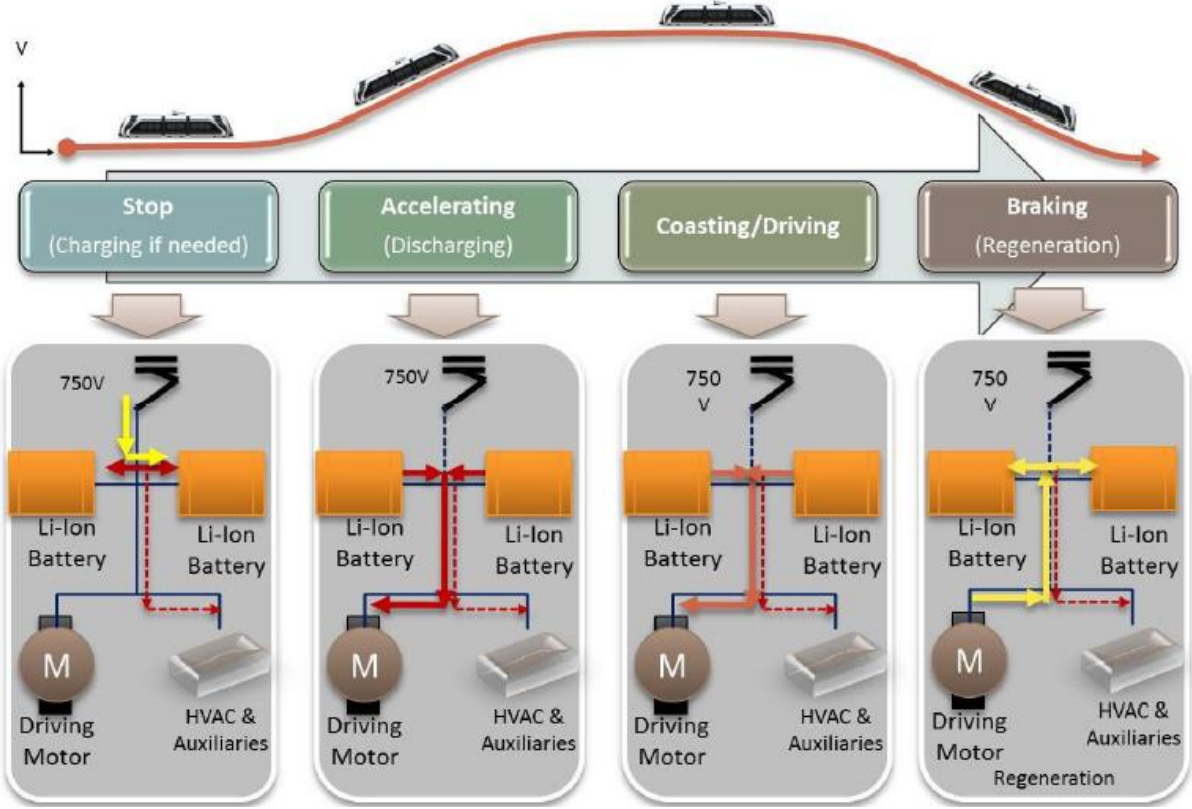 V
Stop
(Charging if needed)
Accelerating
(Discharging)
Coasting/Driving
Braking
(Regeneration)
750V
Li-Ion
Battery
Li-Ion
Battery
M
Driving
Motor
HVAC &
Auxiliaries
750V
Li-Ion
Battery
Li-Ion
Battery
M
Driving
Motor
HVAC &
Auxiliaries
750
V
Li-Ion
Battery
Li-Ion
Battery
M
Driving
Motor
HVAC &
Auxiliaries
750
V
Li-Ion
Battery
Li-Ion
Battery
M
Driving
Motor
HVAC &
Auxiliaries
Regeneration